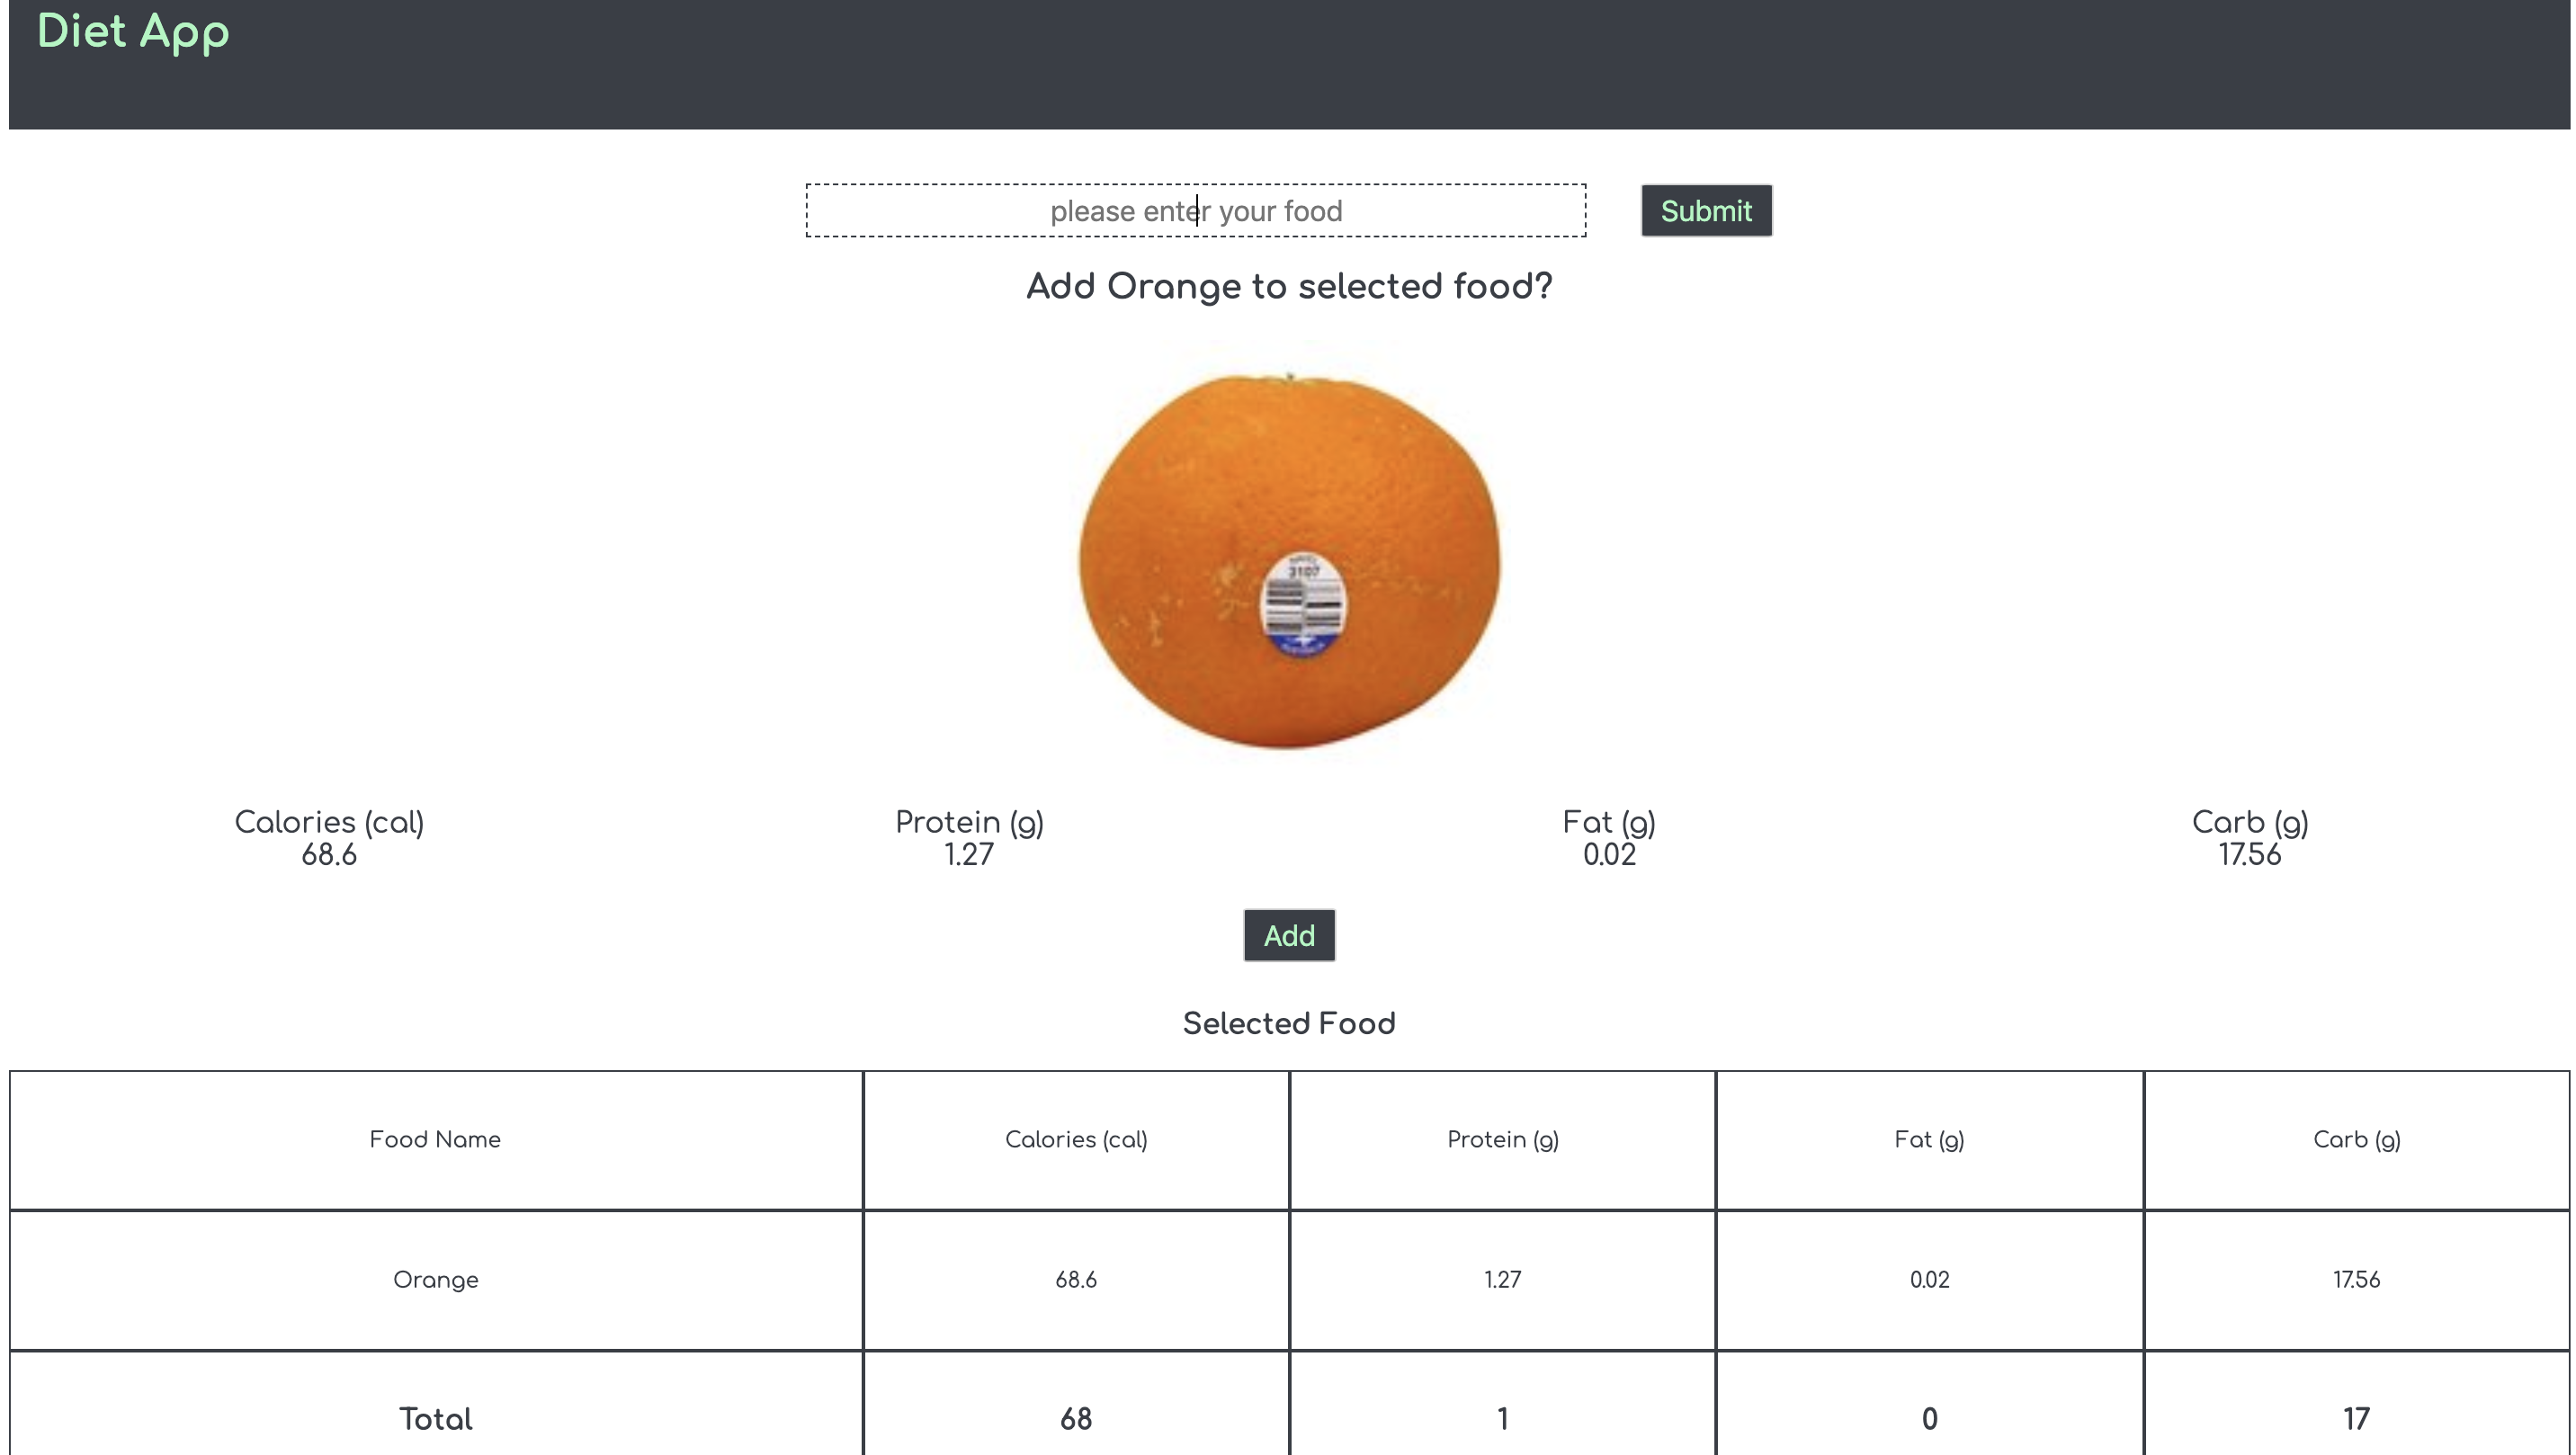 Diet App
please enter your food
Submit
Add Orange to selected food?
3107
Calories (cal)
68.6
Protein (g)
1.27
Fat (g)
0.02
Carb (g)
17.56
Add
Selected Food
Food Name Calories (cal) Protein (g) Fat (g) Carb (g)
Orange 68.6 1.27 0.02 17.56
Total 68 1 0 17